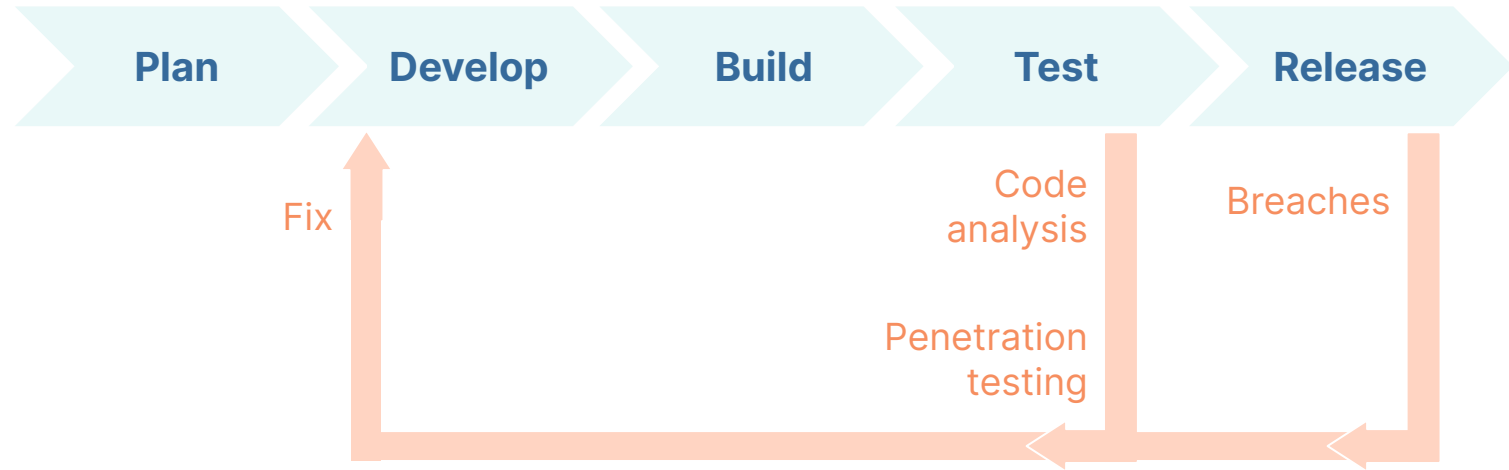 Plan
Develop
Build
Test
Release
Fix
Code
analysis
Breaches
Penetration
testing